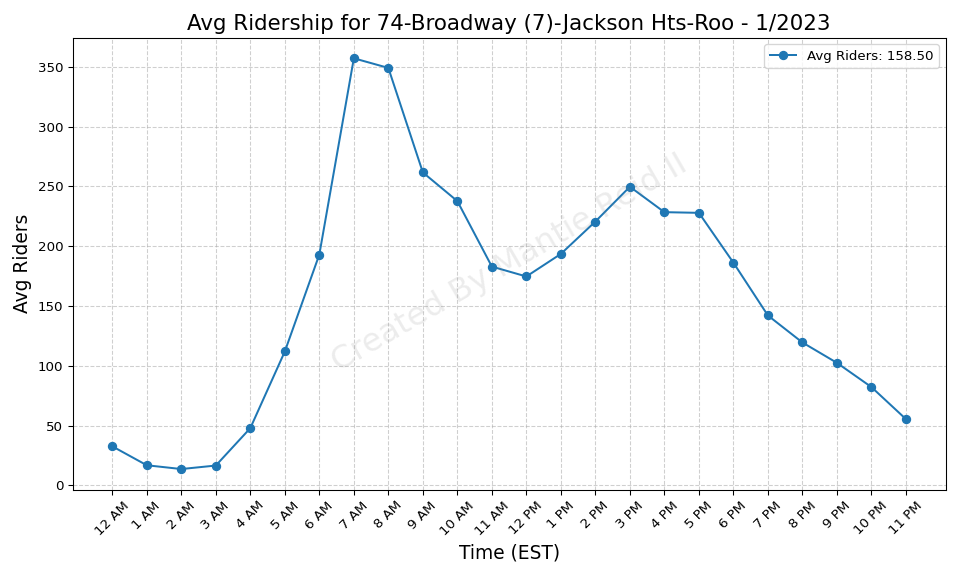 Avg Ridership for 74-Broadway (7)-Jackson Hts-Roo - 1/2023
Avg Riders: 158.50
350
300
250
200
150
100
50
0
Avg Riders
Created By Mantie Reid II
12 AM
1 AM
2 AM
3 AM
4 AM
5 AM
6 AM
7 AM
8 AM
9 AM
10 AM
11 AM
12 PM
1 PM
2 PM
3 PM
4 PM
5 PM
6 PM
7 PM
8 PM
9 PM
10 PM
11 PM
Time (EST)